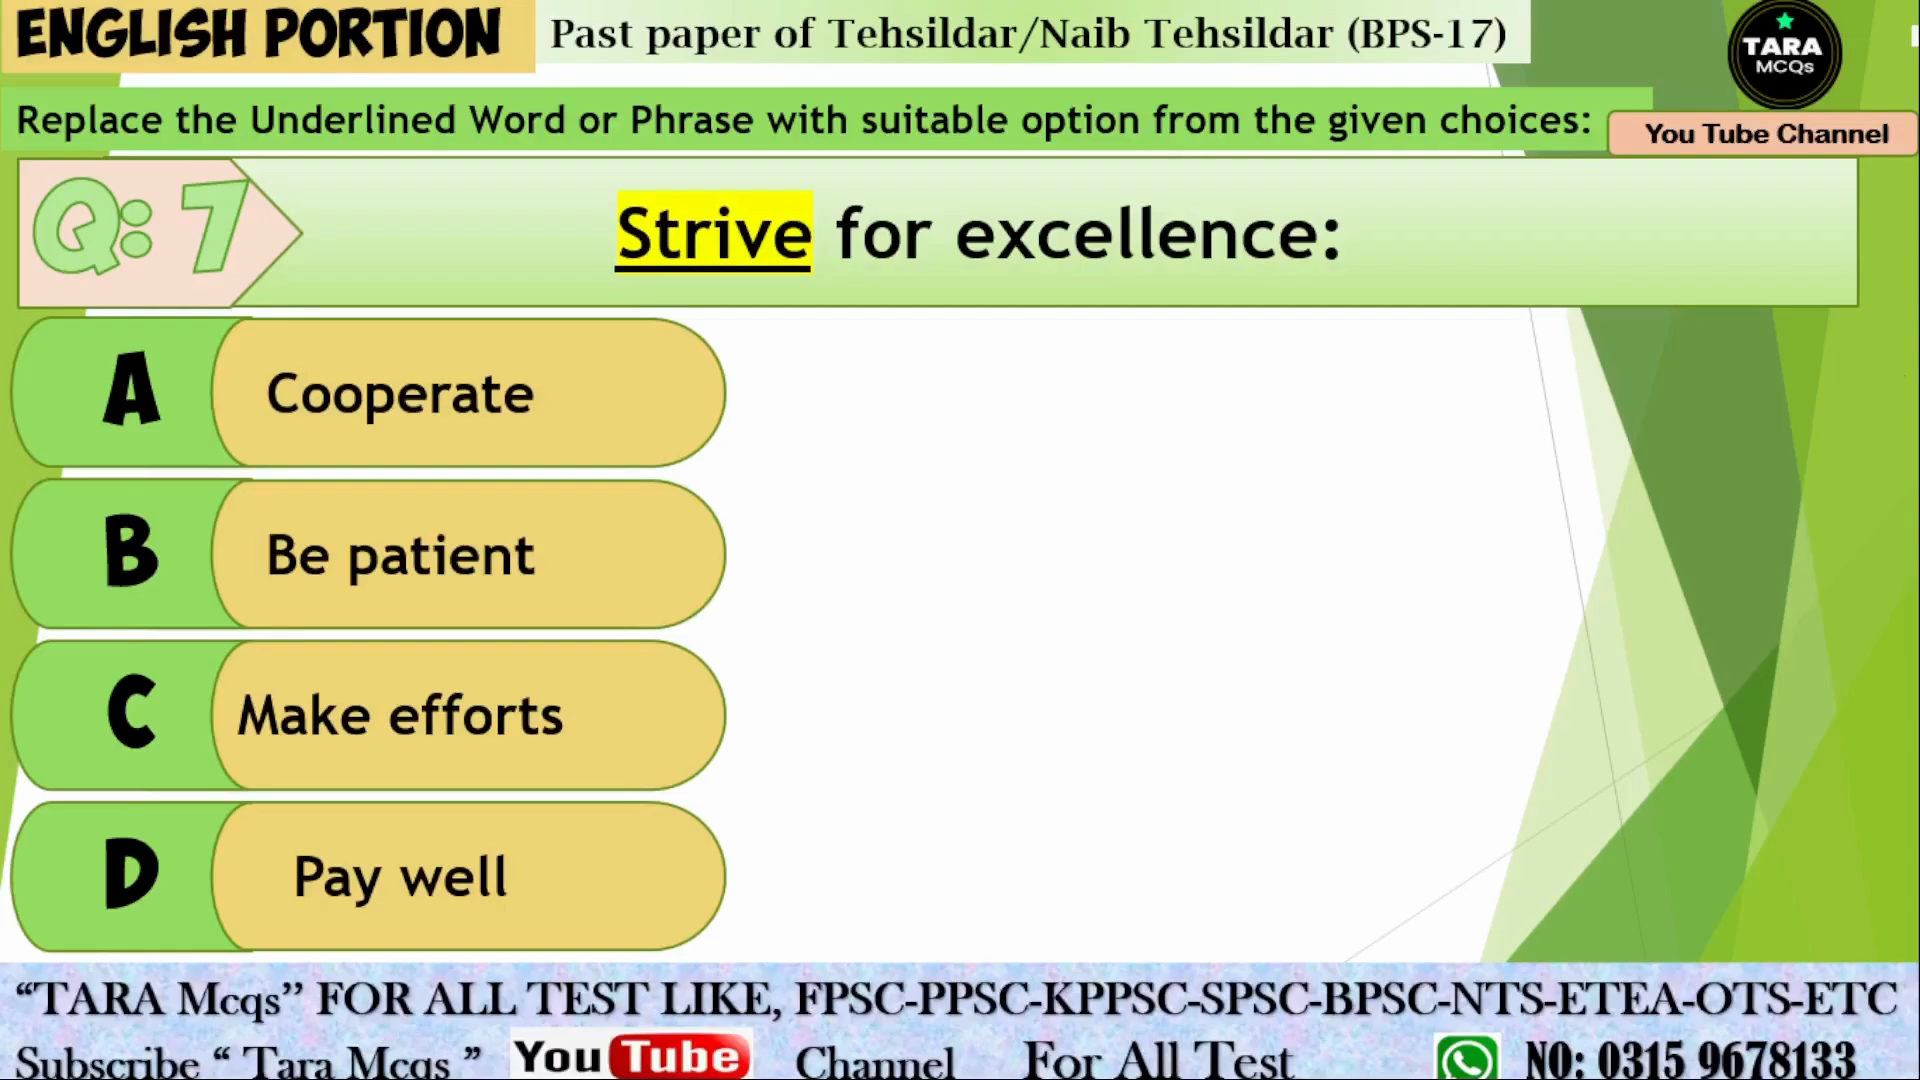 ENGLISH PORTION
Past paper of Tehsildar/Naib Tehsildar (BPS-17)
TARA
MCQs
Replace the Underlined Word or Phrase with suitable option from the given choices:
You Tube Channel
Q: 7
Strive for excellence:
A Cooperate
B Be patient
C Make efforts
D Pay well
“TARA Mcqs” FOR ALL TEST LIKE, FPSC-PPSC-KPPSC-SPSC-BPSC-NTS-ETEA-OTS-ETC
Subscribe “ Tara Mcqs ” You Tube Channel For All Test NO: 0315 9678133